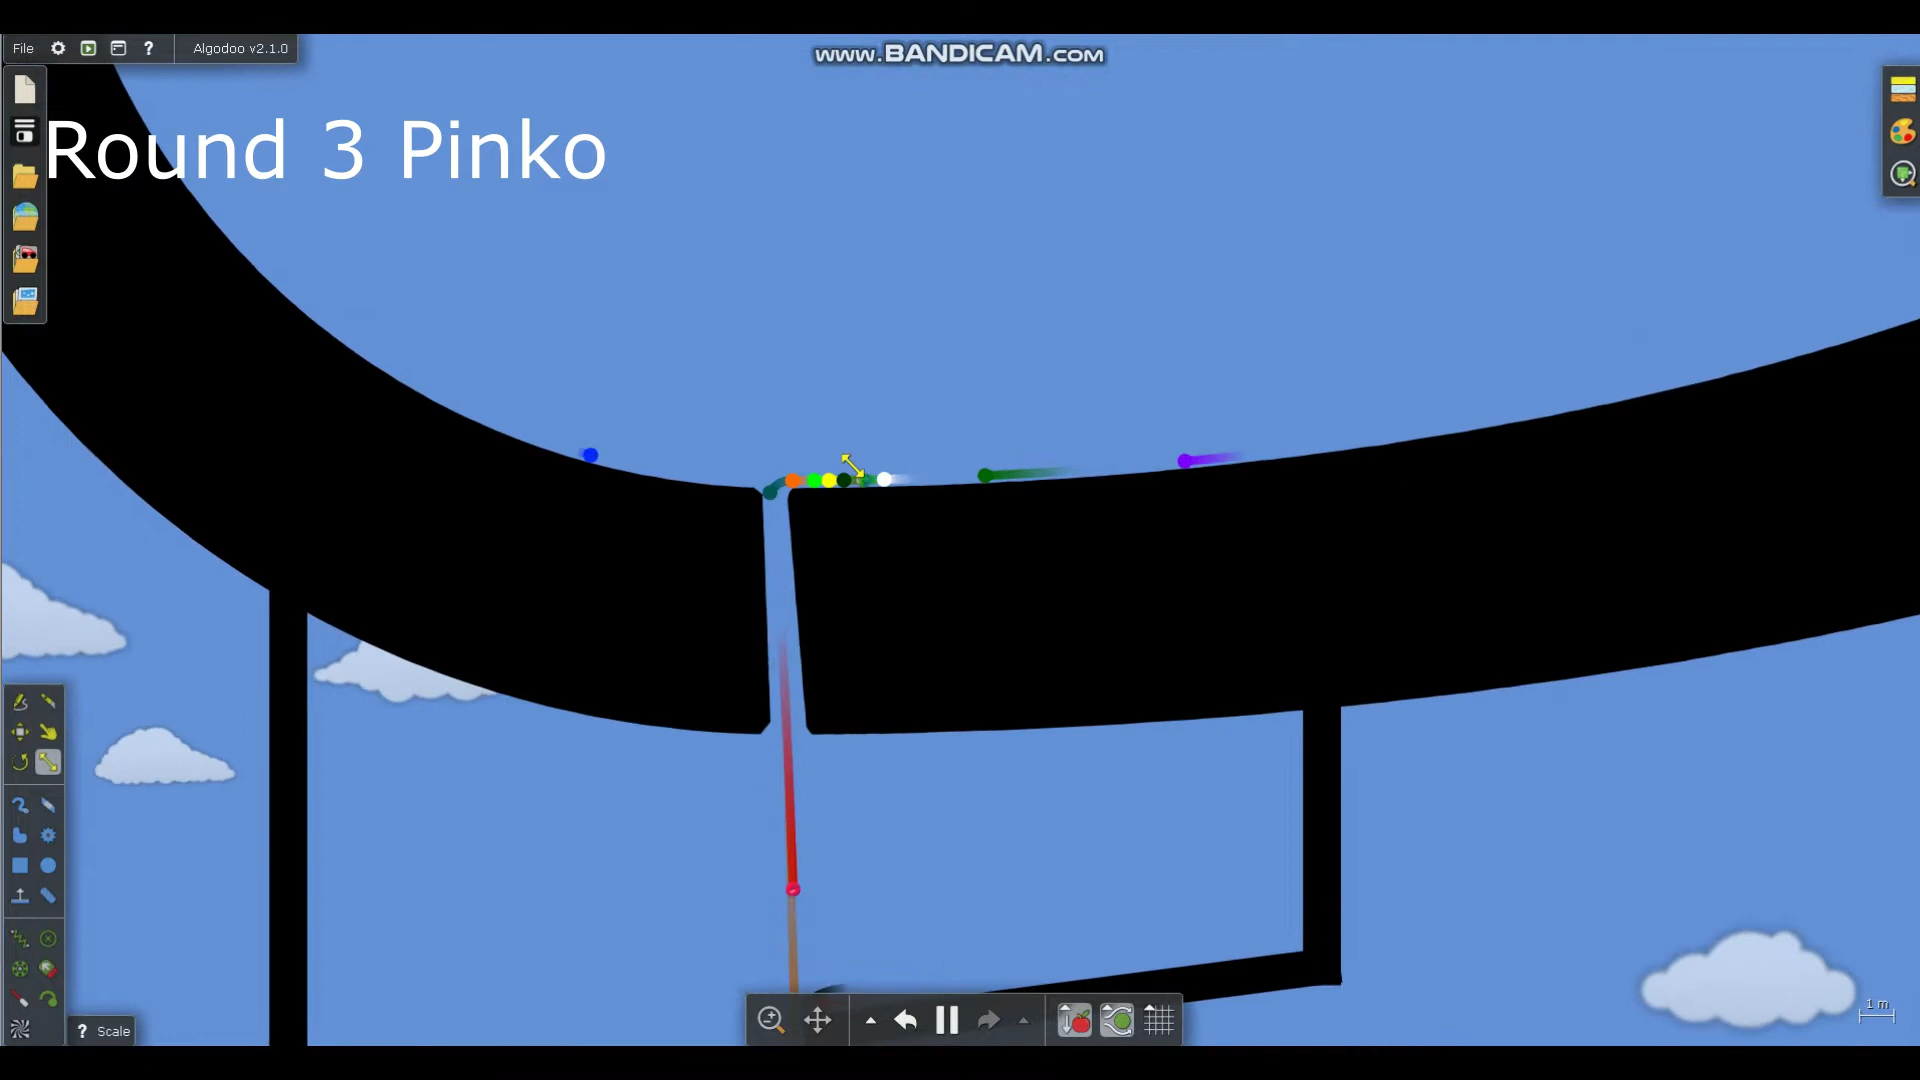 File ? Algodoo v2.1.0
www.BANDICAM.com
Round 3 Pinko
? Scale
1 m